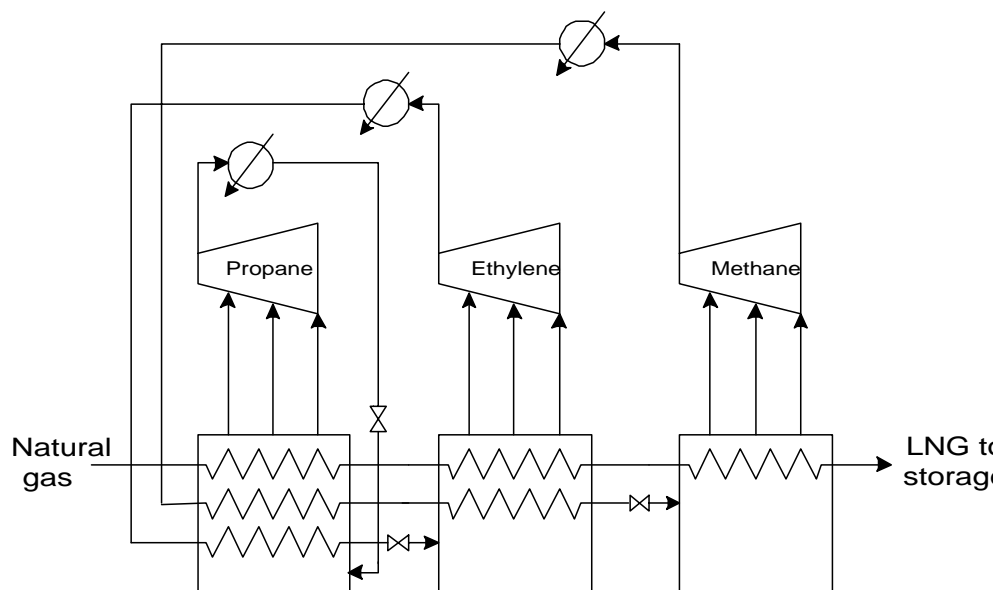 Propane
Ethylene
Methane
Natural
gas
LNG to
storage